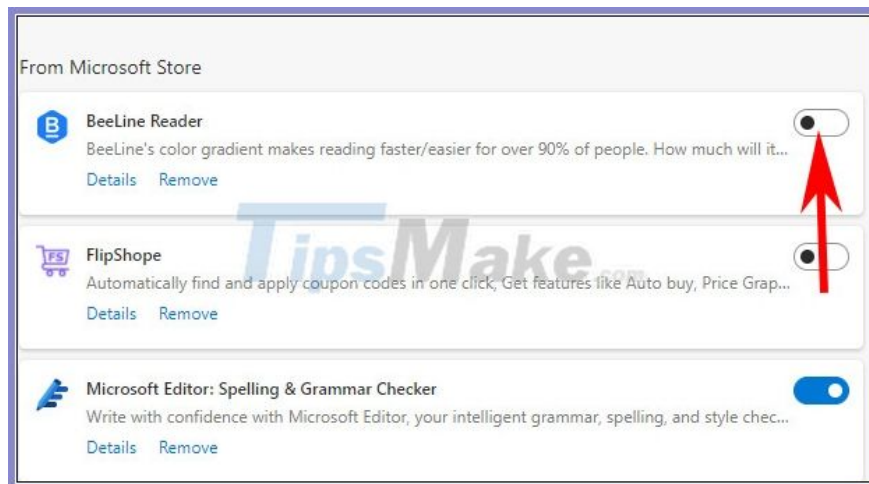 From Microsoft Store
B
BeeLine Reader
BeeLine's color gradient makes reading faster/easier for over 90% of people. How much will it...
Details Remove
TipsMake.com
FS
FlipShope
Automatically find and apply coupon codes in one click, Get features like Auto buy, Price Grap...
Details Remove
Microsoft Editor: Spelling & Grammar Checker
Write with confidence with Microsoft Editor, your intelligent grammar, spelling, and style chec...
Details Remove